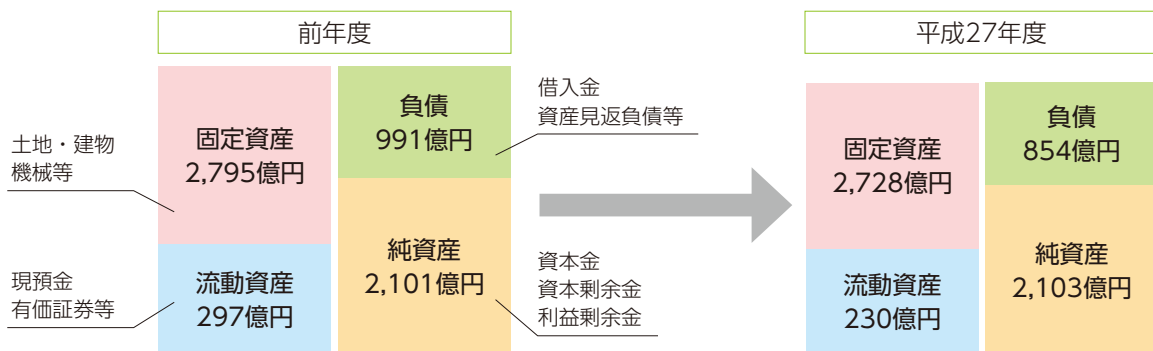 前年度
土地・建物
機械等
固定資産
2,795億円
現預金
有価証券等
流動資産
297億円
負債
991億円
借入金
資産見返負債等
純資産
2,101億円
資本金
資本剰余金
利益剰余金
平成27年度
固定資産
2,728億円
流動資産
230億円
負債
854億円
純資産
2,103億円